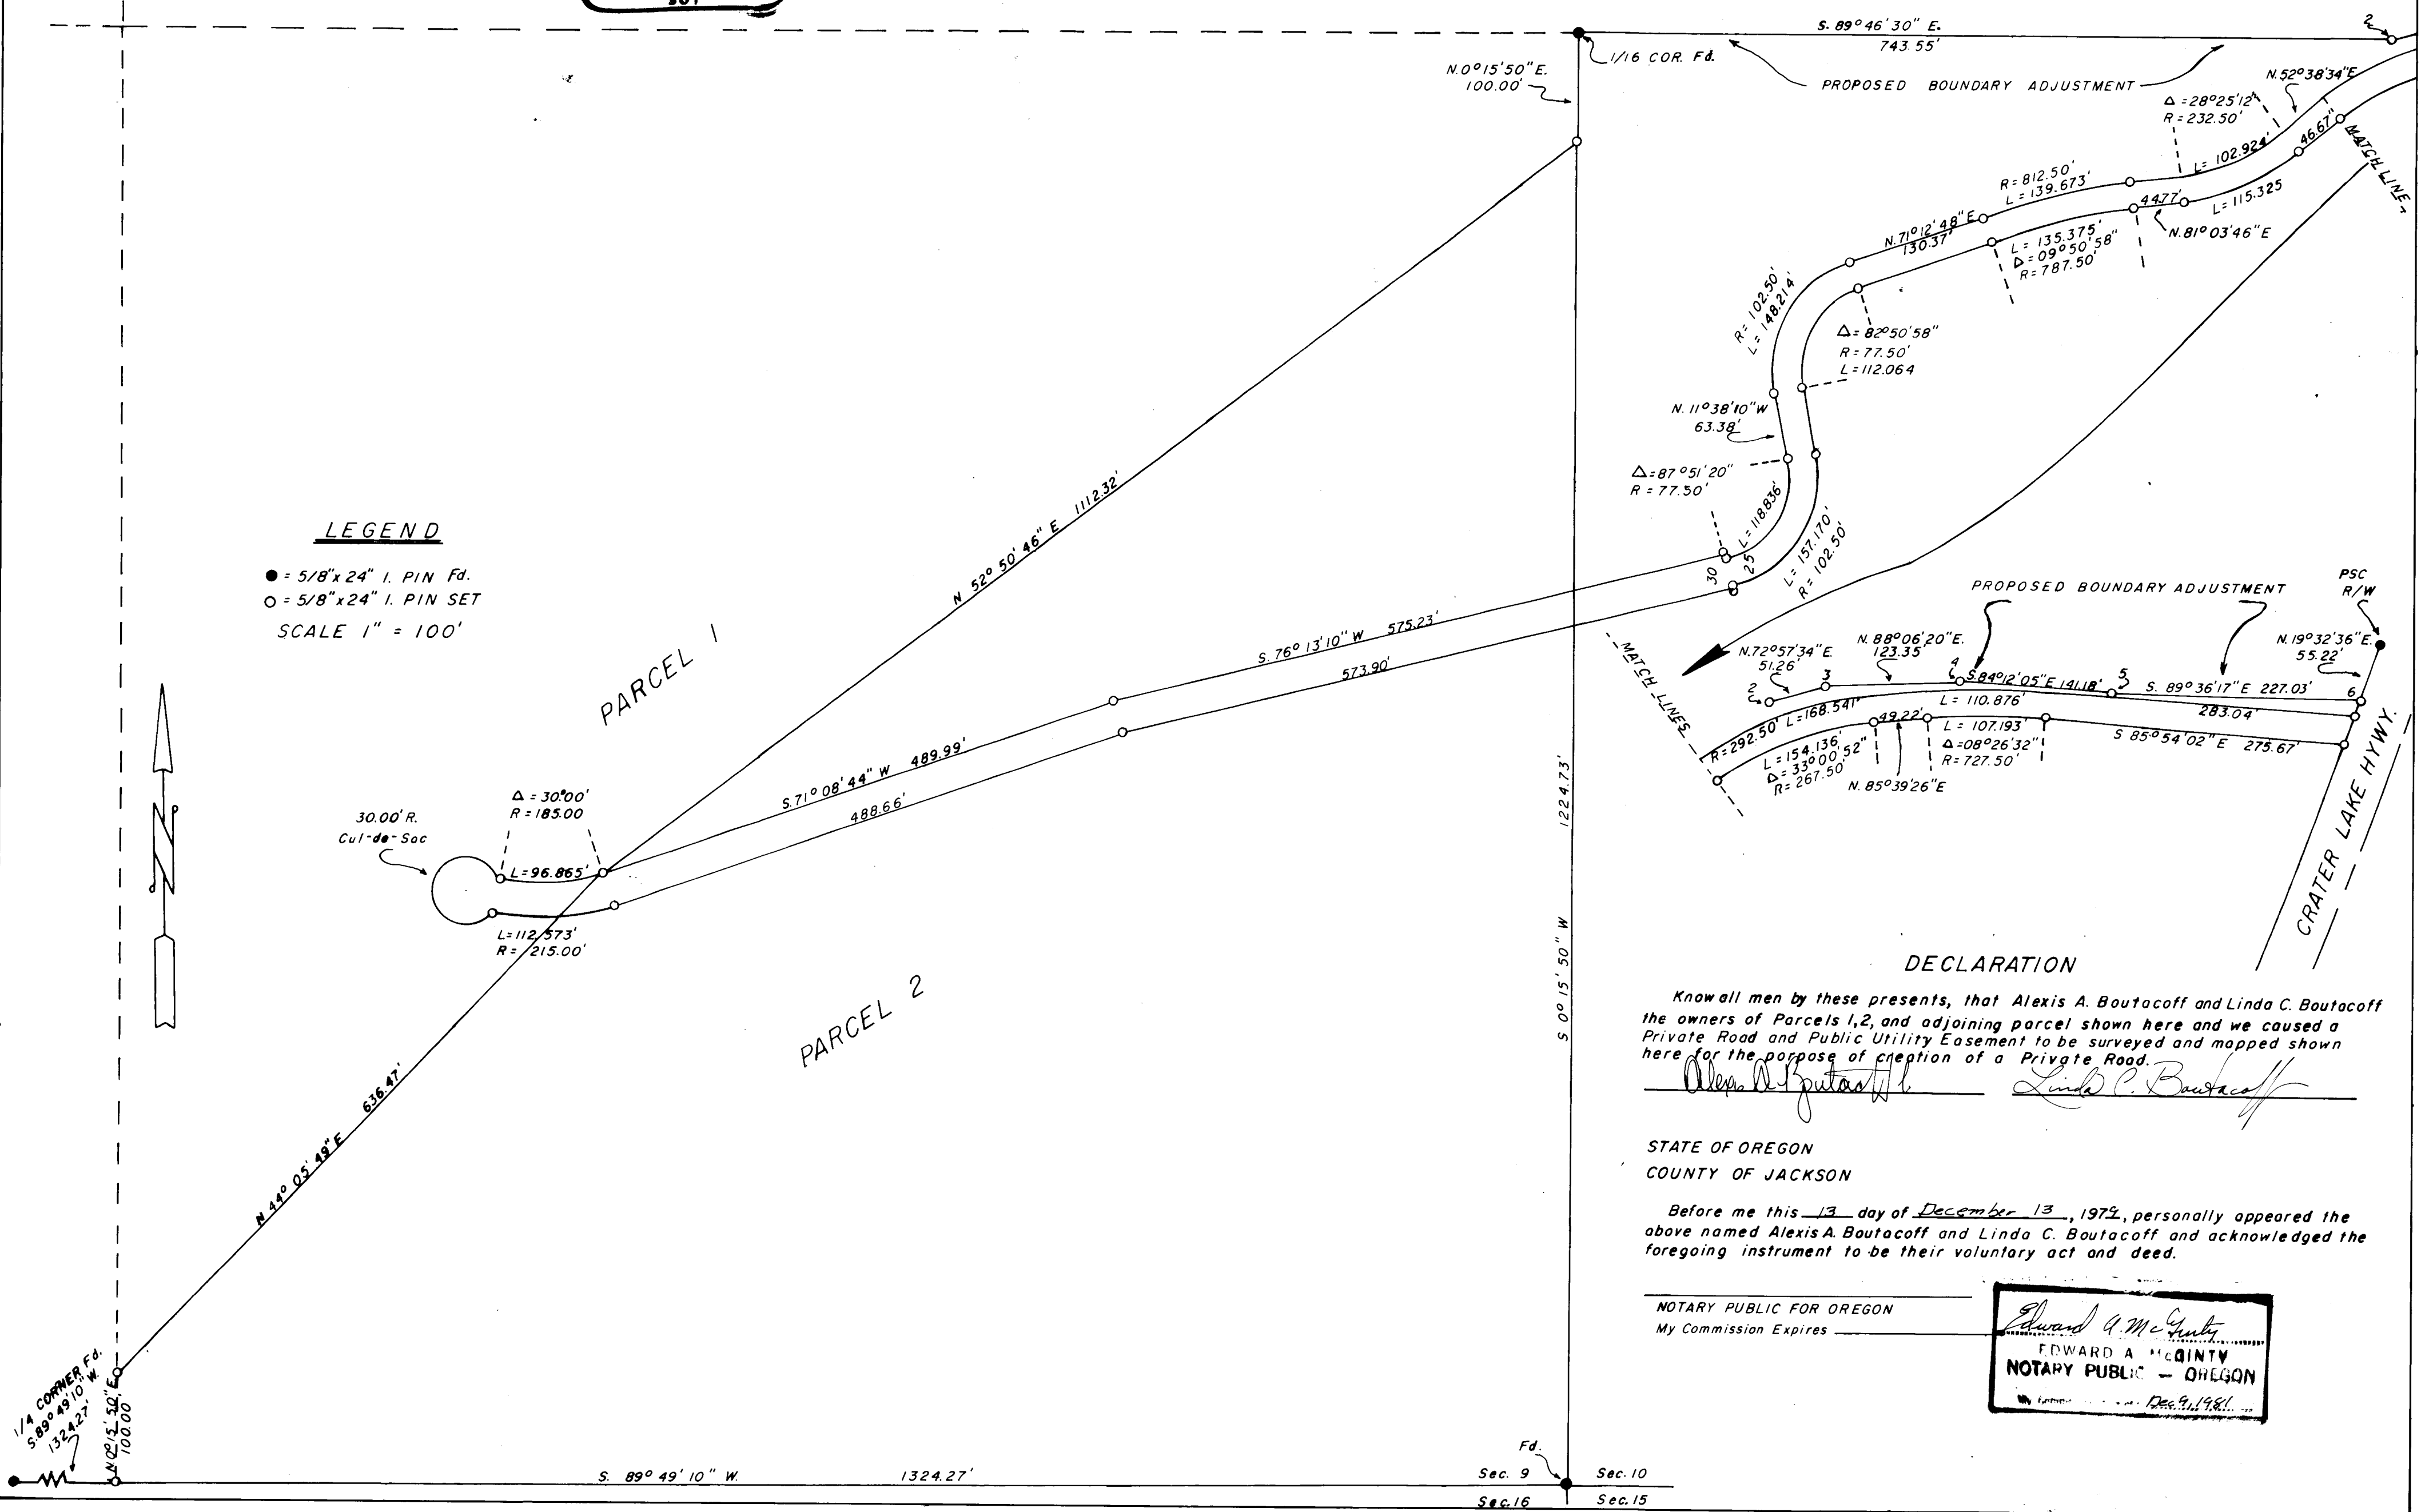 S. 89° 46' 30" E.
743.55'
2
1/16 COR. Fd.
N. 0° 15' 50" E.
100.00'
PROPOSED BOUNDARY ADJUSTMENT
N. 52° 38' 34" E
Δ = 28° 25' 12"
R = 232.50'
L = 102.924'
46.67'
MATCH LINE
R = 812.50'
L = 139.673'
44.77'
L = 115.325
N. 81° 03' 46" E
N. 71° 12' 48" E
130.37'
L = 135.375'
Δ = 09° 50' 58"
R = 787.50'
R = 102.50'
L = 148.214'
Δ = 82° 50' 58"
R = 77.50'
L = 112.064
N. 11° 38' 10" W
63.38'
Δ = 87° 51' 20"
R = 77.50'
L = 118.836'
L = 157.170'
R = 102.50'
30
25
LEGEND
● = 5/8" x 24" I. PIN Fd.
○ = 5/8" x 24" I. PIN SET
SCALE 1" = 100'
N 52° 50' 46" E 1112.32'
PARCEL 1
S. 76° 13' 10" W 575.23'
573.90'
S. 71° 08' 44" W 489.99'
488.66'
Δ = 30°00'
R = 185.00
30.00' R.
Cul-de-Sac
L = 96.865'
L = 112.573'
R = 215.00'
N
PROPOSED BOUNDARY ADJUSTMENT
PSC
R/W
N. 19° 32' 36" E.
55.22'
MATCH LINES
N. 72° 57' 34" E.
51.26'
N. 88° 06' 20" E.
123.35'
2
3
4
S. 84° 12' 05" E 141.18'
5
S. 89° 36' 17" E 227.03'
6
R = 292.50' L = 168.541'
L = 110.876'
283.04'
49.22'
L = 107.193'
Δ = 08° 26' 32"
R = 727.50'
S 85° 54' 02" E 275.67'
L = 154.136'
Δ = 33° 00' 52"
R = 267.50'
N. 85° 39' 26" E
CRATER LAKE HYWY.
S 0° 15' 50" W 1224.73'
PARCEL 2
N 44° 05' 49" E 636.47'
DECLARATION
Know all men by these presents, that Alexis A. Boutacoff and Linda C. Boutacoff
the owners of Parcels 1,2, and adjoining parcel shown here and we caused a
Private Road and Public Utility Easement to be surveyed and mapped shown
here for the porpose of creation of a Private Road.
Linda C. Boutacoff
STATE OF OREGON
COUNTY OF JACKSON
Before me this 13 day of December 13, 1979, personally appeared the
above named Alexis A. Boutacoff and Linda C. Boutacoff and acknowledged the
foregoing instrument to be their voluntary act and deed.
NOTARY PUBLIC FOR OREGON
My Commission Expires
Edward A. McGinty
EDWARD A McGINTY
NOTARY PUBLIC — OREGON
Dec 9, 1981
1/4 CORNER Fd.
S. 89° 49' 10" W.
1324.27'
N 0° 15' 50" E
100.00
S. 89° 49' 10" W. 1324.27'
Fd.
Sec. 9
Sec. 10
Sec. 16
Sec. 15